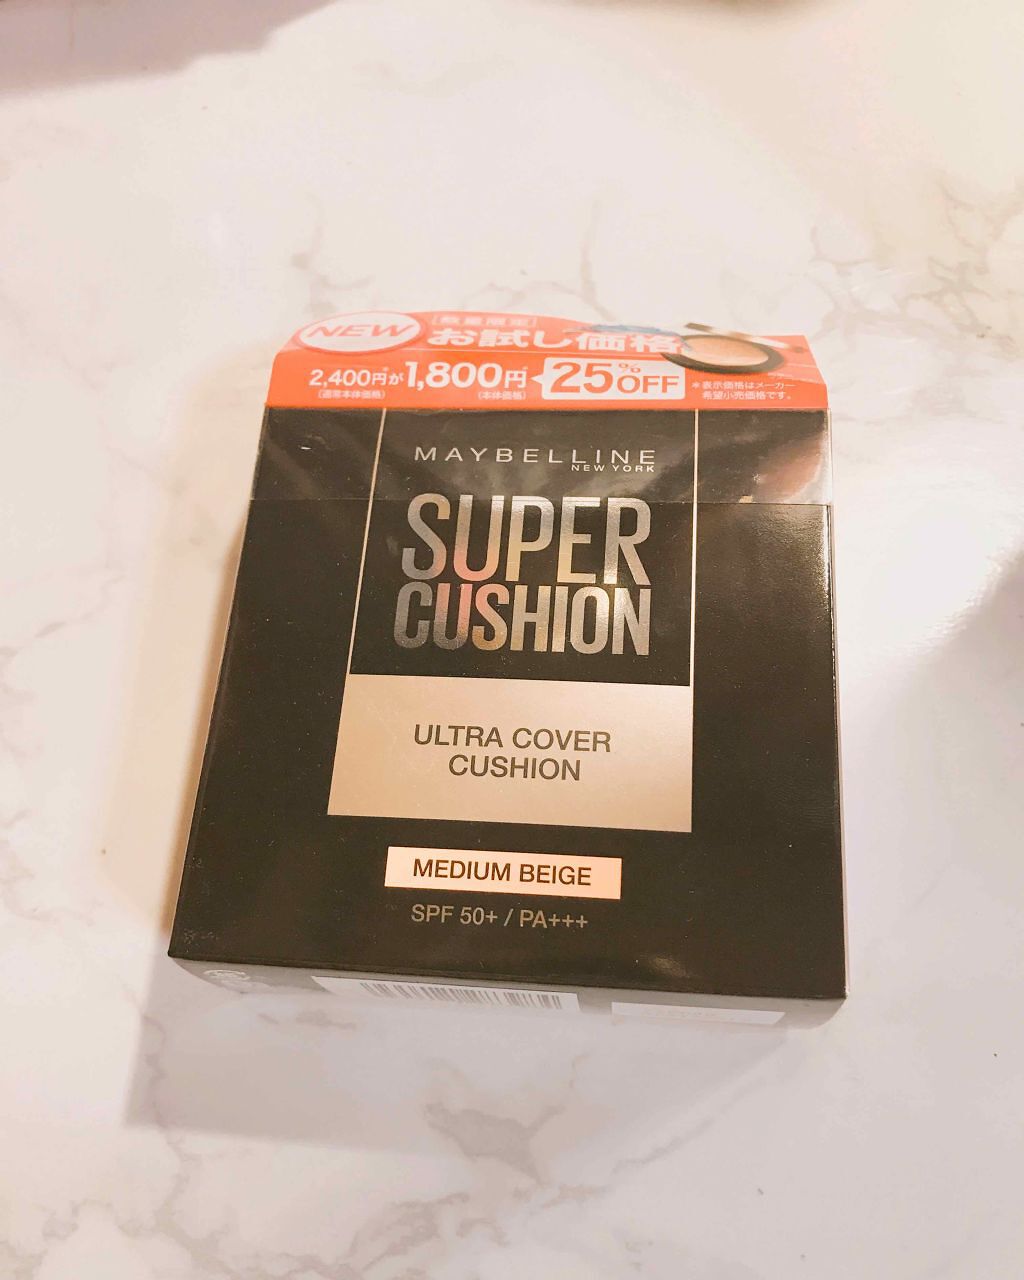 NEW
数量限定
お試し価格
2,400円が1,800円 25%OFF
(通常本体価格) (本体価格)
*表示価格はメーカー
希望小売価格です。
MAYBELLINE
NEW YORK
SUPER
CUSHION
ULTRA COVER
CUSHION
MEDIUM BEIGE
SPF 50+ / PA+++